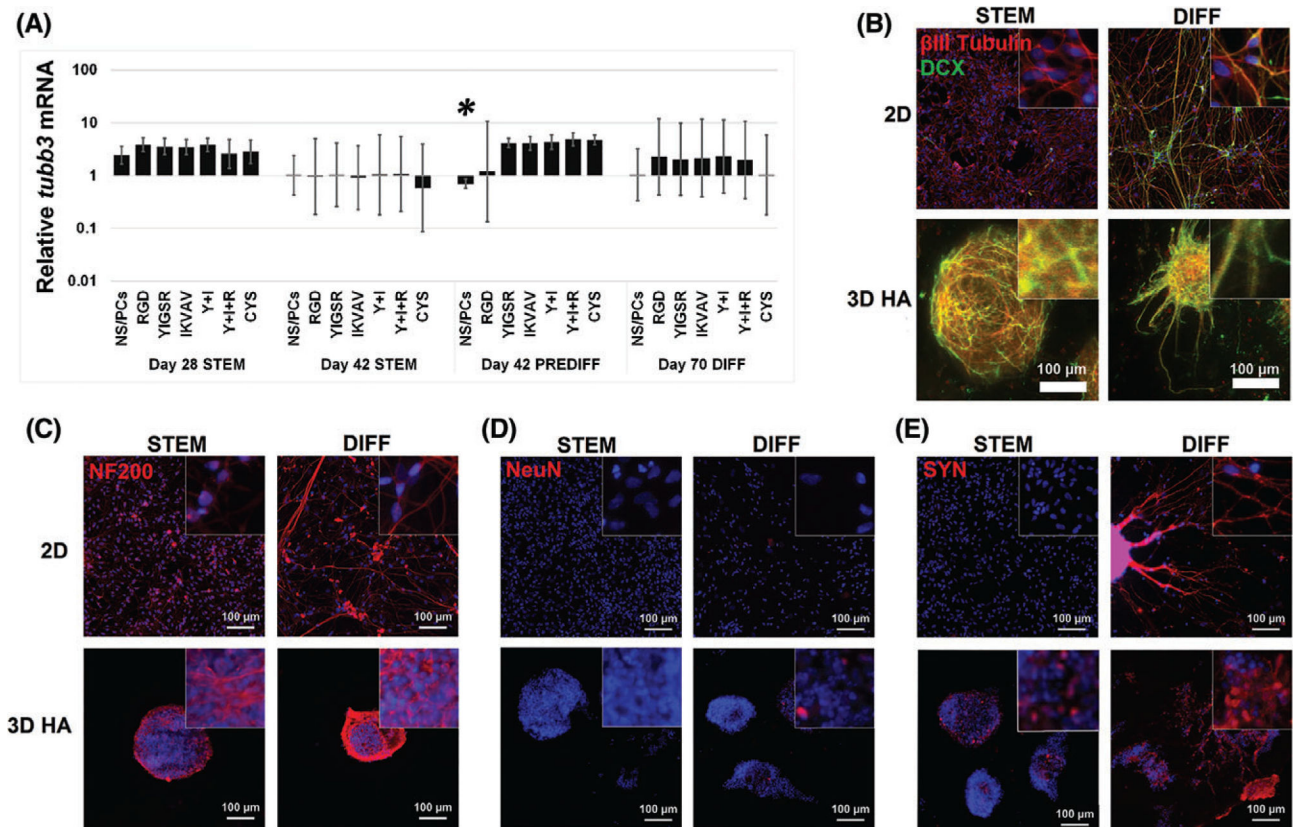 (A)
Relative tubb3 mRNA
100
10
1
0.1
0.01
*
NS/PCs
RGD
YIGSR
IKVAV
Y+I
Y+I+R
CYS
NS/PCs
RGD
YIGSR
IKVAV
Y+I
Y+I+R
CYS
NS/PCs
RGD
YIGSR
IKVAV
Y+I
Y+I+R
CYS
NS/PCs
RGD
YIGSR
IKVAV
Y+I
Y+I+R
CYS
Day 28 STEM
Day 42 STEM
Day 42 PREDIFF
Day 70 DIFF
(B)
STEM
DIFF
βIII Tubulin
DCX
2D
3D HA
100 µm
100 µm
(C)
STEM
DIFF
NF200
2D
100 µm
100 µm
3D HA
100 µm
100 µm
(D)
STEM
DIFF
NeuN
100 µm
100 µm
100 µm
100 µm
(E)
STEM
DIFF
SYN
100 µm
100 µm
100 µm
100 µm